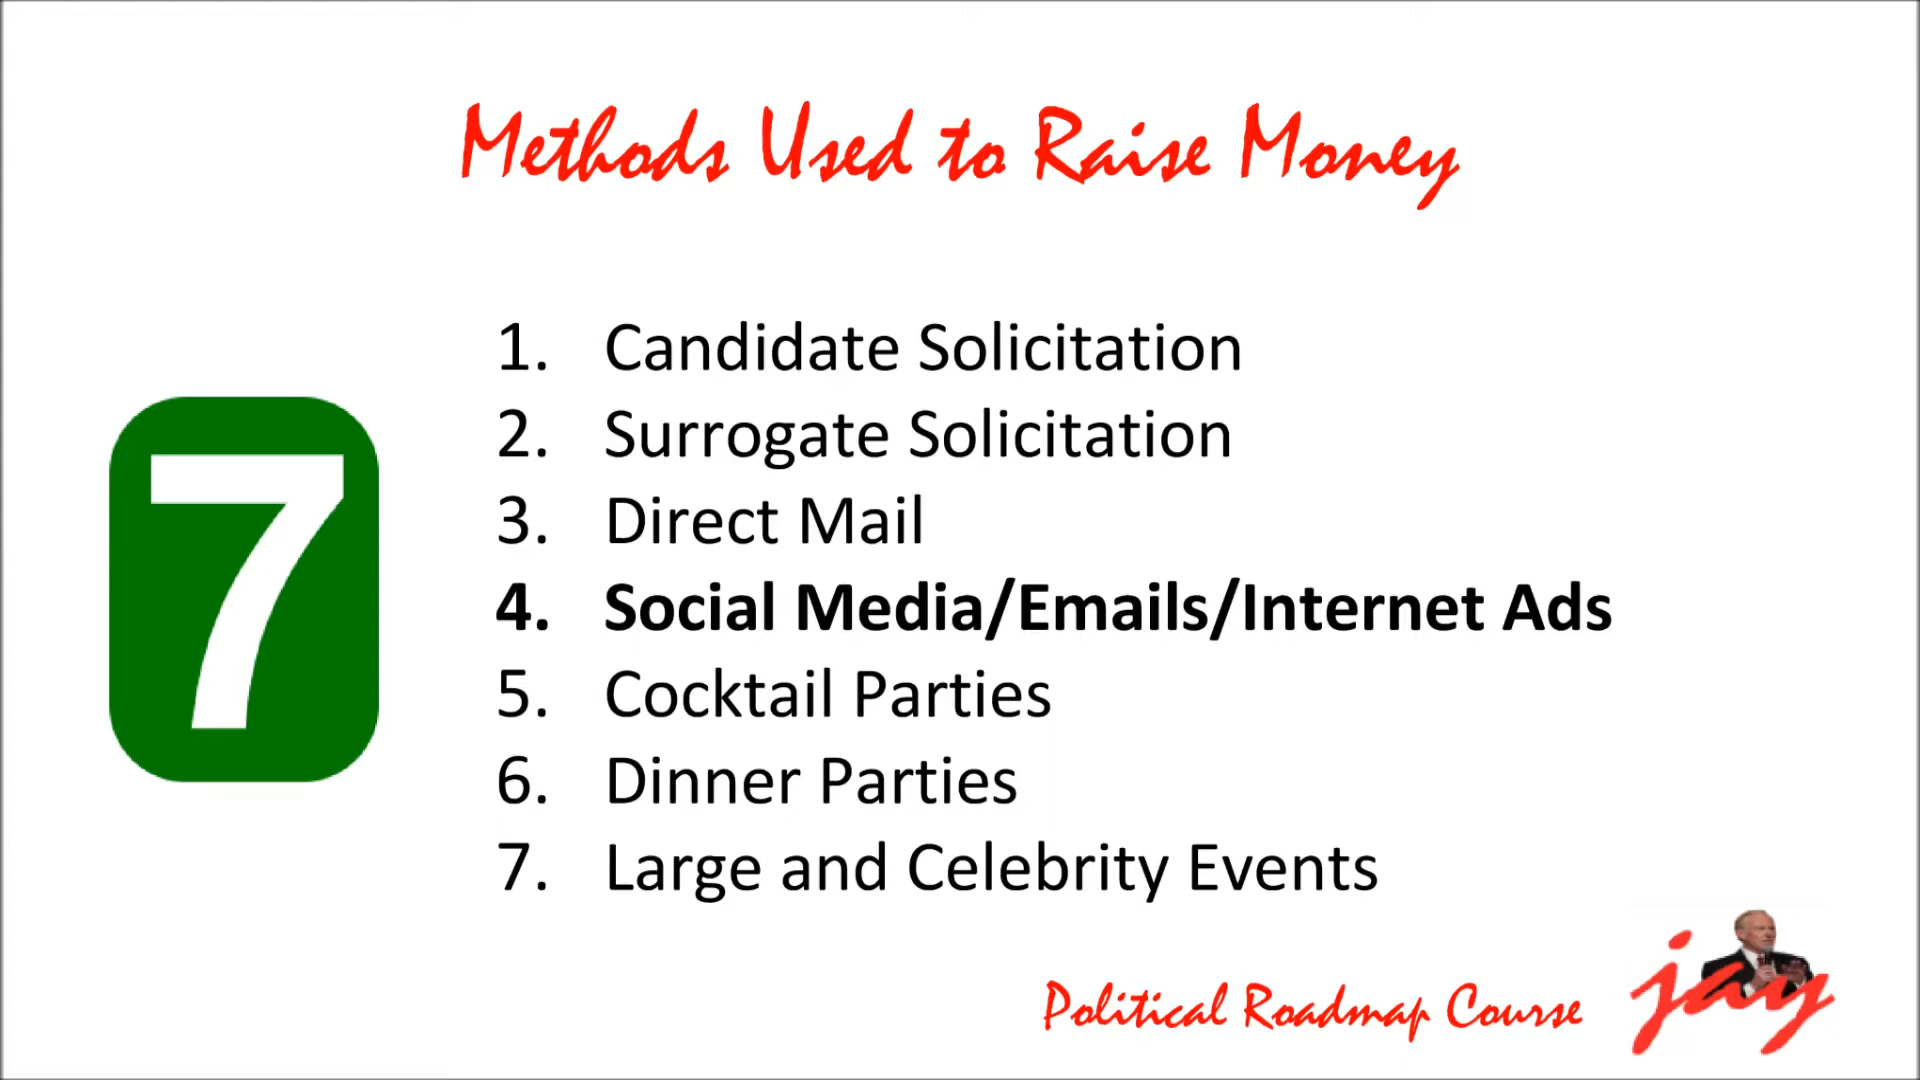 Methods Used to Raise Money
7
1. Candidate Solicitation
2. Surrogate Solicitation
3. Direct Mail
4. Social Media/Emails/Internet Ads
5. Cocktail Parties
6. Dinner Parties
7. Large and Celebrity Events
Political Roadmap Course
jay